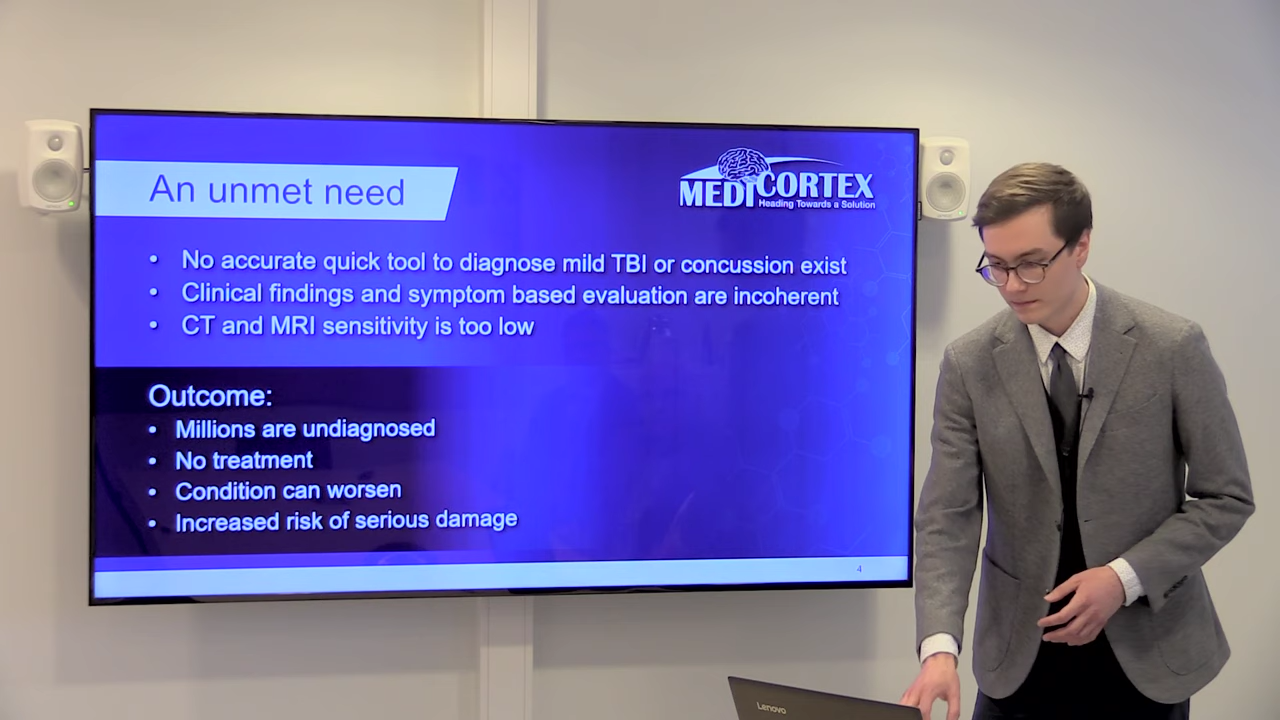 An unmet need
MEDICORTEX
Heading Towards a Solution
• No accurate quick tool to diagnose mild TBI or concussion exist
• Clinical findings and symptom based evaluation are incoherent
• CT and MRI sensitivity is too low
Outcome:
• Millions are undiagnosed
• No treatment
• Condition can worsen
• Increased risk of serious damage
4
Lenovo